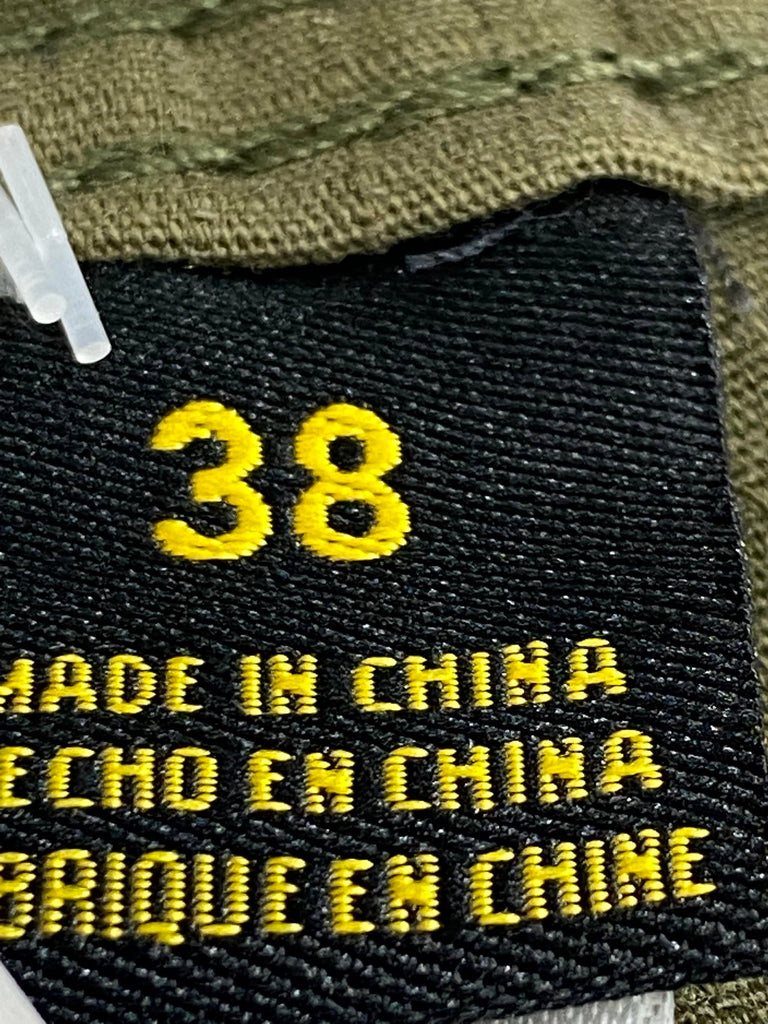 38
MADE IN CHINA
ECHO EN CHINA
BRIQUE EN CHINE